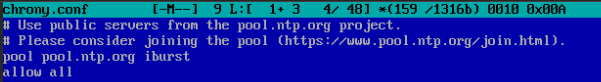 chrony.conf [-M--] 9 L:[ 1+ 3 4/ 48] *(159 /1316b) 0010 0x00A
# Use public servers from the pool.ntp.org project.
# Please consider joining the pool (https://www.pool.ntp.org/join.html).
pool pool.ntp.org iburst
allow all